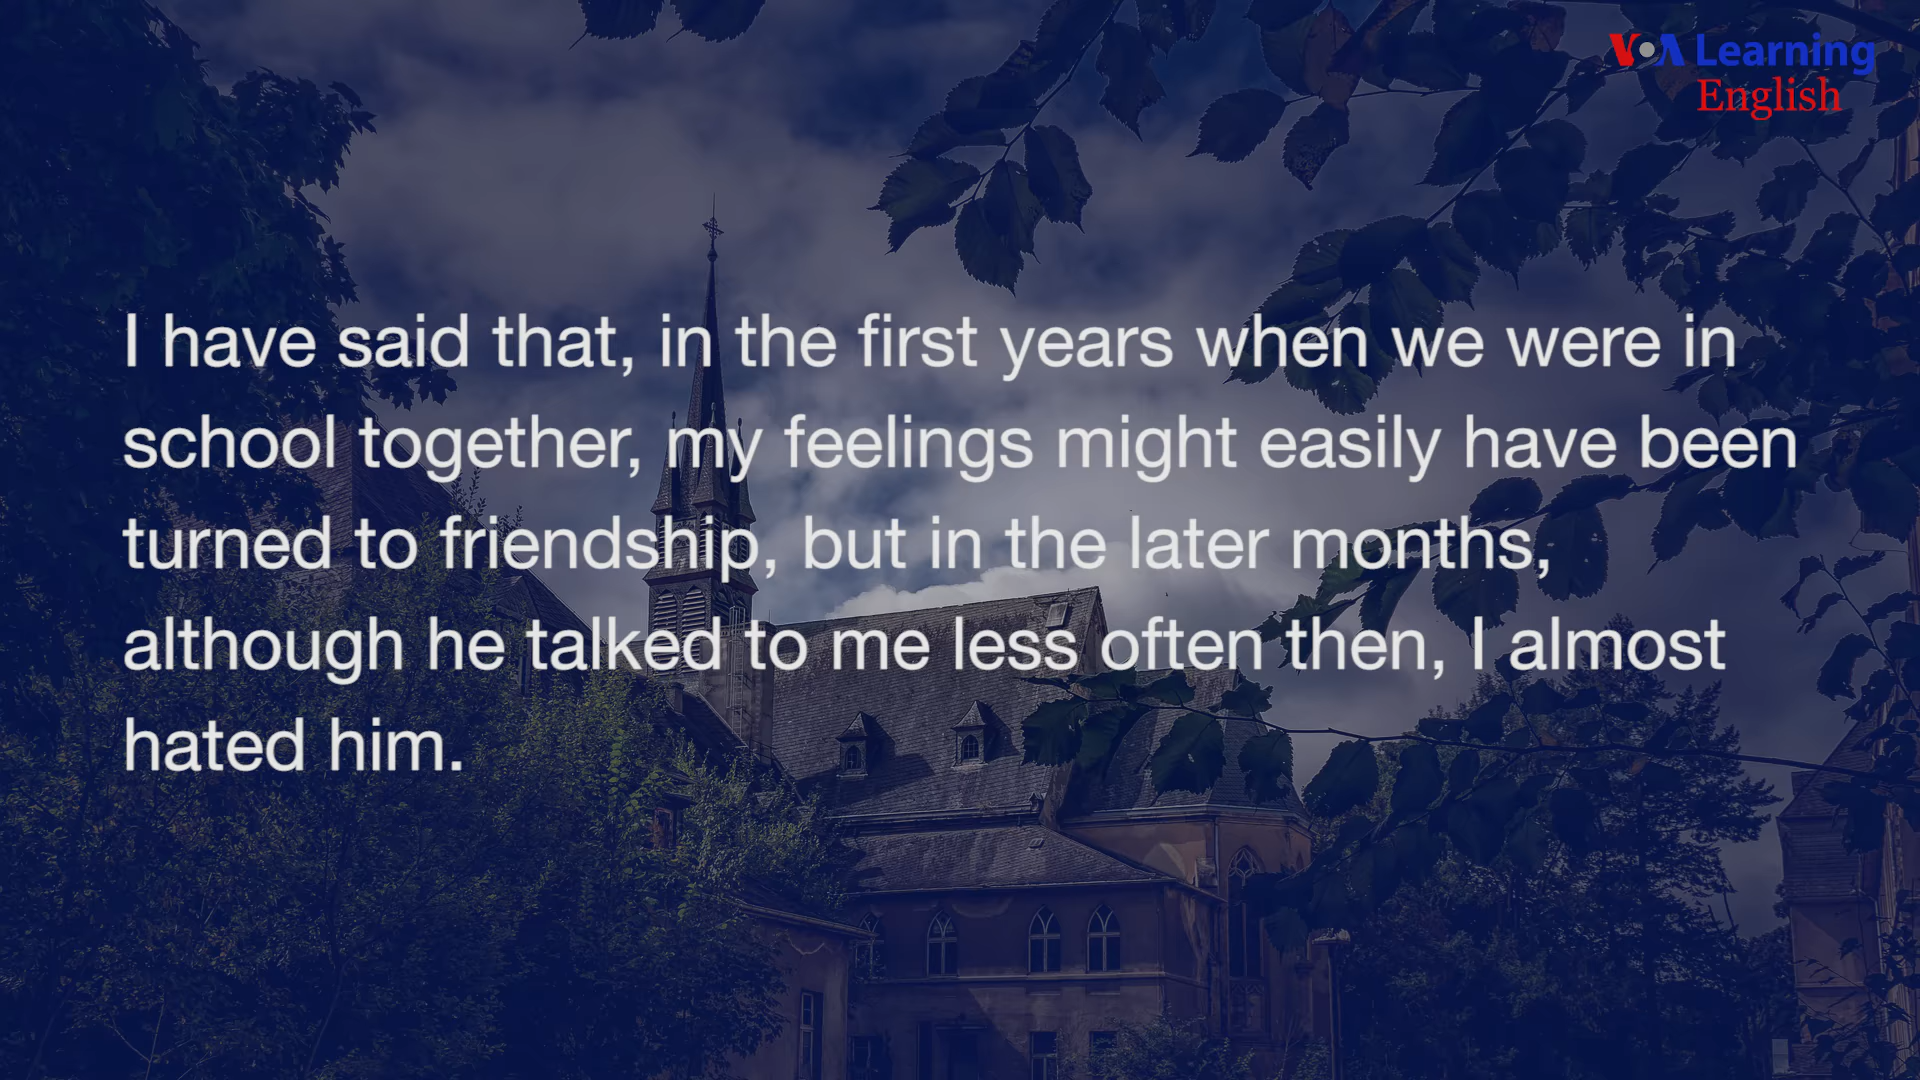 VOA Learning
English
I have said that, in the first years when we were in
school together, my feelings might easily have been
turned to friendship, but in the later months,
although he talked to me less often then, I almost
hated him.